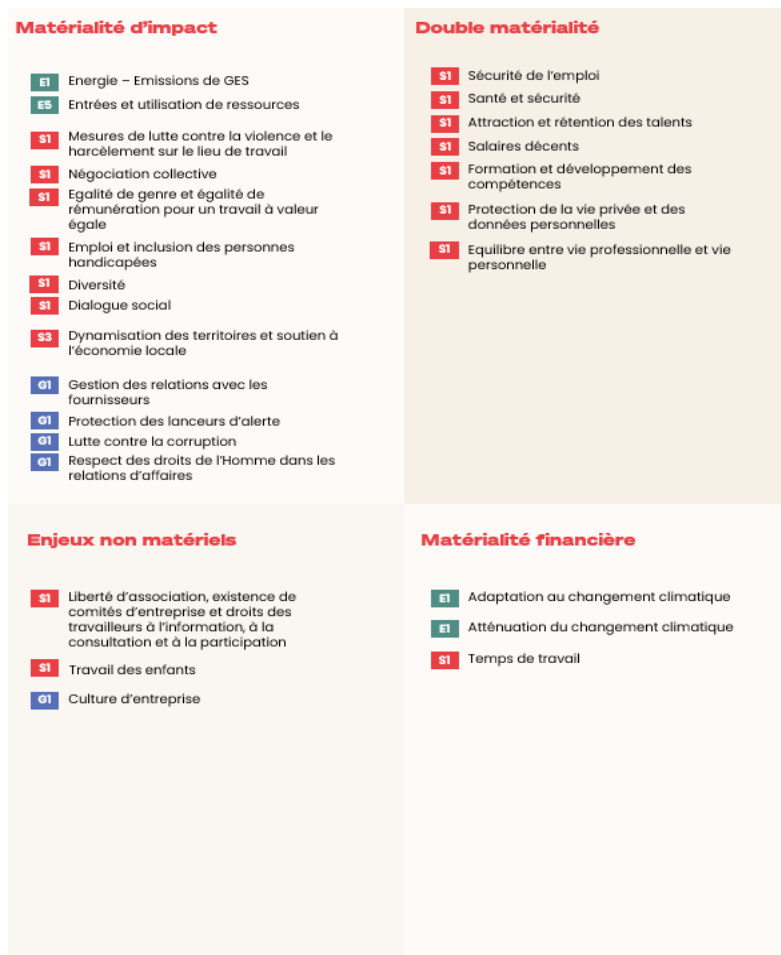 Matérialité d'impact
E1 Energie – Emissions de GES
E5 Entrées et utilisation de ressources
S1 Mesures de lutte contre la violence et le
harcèlement sur le lieu de travail
S1 Négociation collective
S1 Egalité de genre et égalité de
rémunération pour un travail à valeur
égale
S1 Emploi et inclusion des personnes
handicapées
S1 Diversité
S1 Dialogue social
S3 Dynamisation des territoires et soutien à
l'économie locale
G1 Gestion des relations avec les
fournisseurs
G1 Protection des lanceurs d'alerte
G1 Lutte contre la corruption
G1 Respect des droits de l'Homme dans les
relations d'affaires
Double matérialité
S1 Sécurité de l'emploi
S1 Santé et sécurité
S1 Attraction et rétention des talents
S1 Salaires décents
S1 Formation et développement des
compétences
S1 Protection de la vie privée et des
données personnelles
S1 Equilibre entre vie professionnelle et vie
personnelle
Enjeux non matériels
S1 Liberté d'association, existence de
comités d'entreprise et droits des
travailleurs à l'information, à la
consultation et à la participation
S1 Travail des enfants
G1 Culture d'entreprise
Matérialité financière
E1 Adaptation au changement climatique
E1 Atténuation du changement climatique
S1 Temps de travail